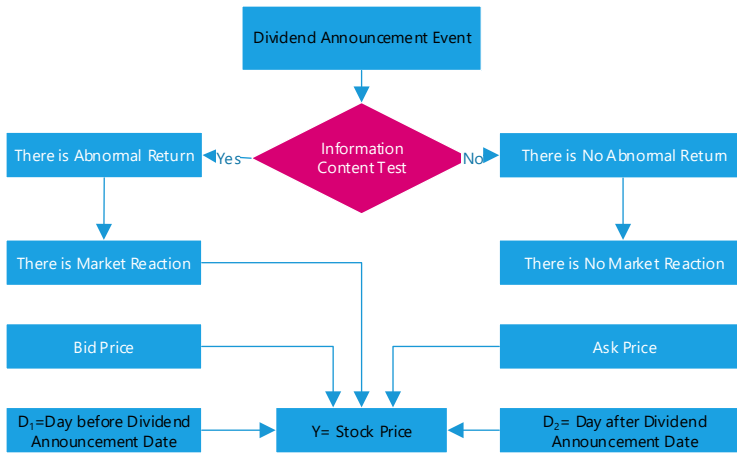 Dividend Announcement Event
Information
Content Test
Yes
No
There is Abnormal Return
There is No Abnormal Return
There is Market Reaction
There is No Market Reaction
Bid Price
Ask Price
D₁=Day before Dividend
Announcement Date
Y= Stock Price
D₂= Day after Dividend
Announcement Date